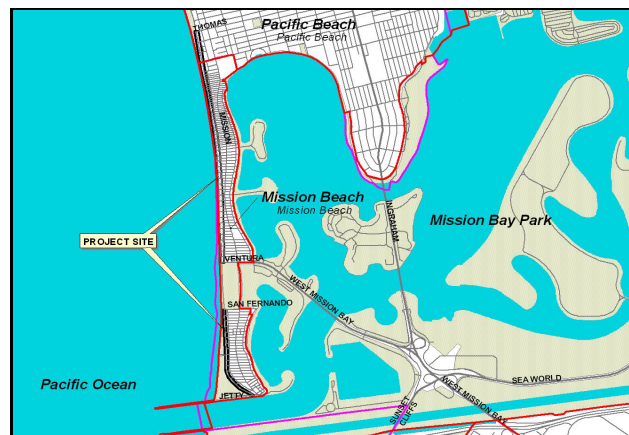 THOMAS
Pacific Beach
Pacific Beach
MISSION
Mission Beach
Mission Beach
INGRAHAM
Mission Bay Park
PROJECT SITE
VENTURA
WEST MISSION BAY
SAN FERNANDO
Pacific Ocean
JETTY
SUNSET
CLIFFS
WEST MISSION BAY
SEA WORLD